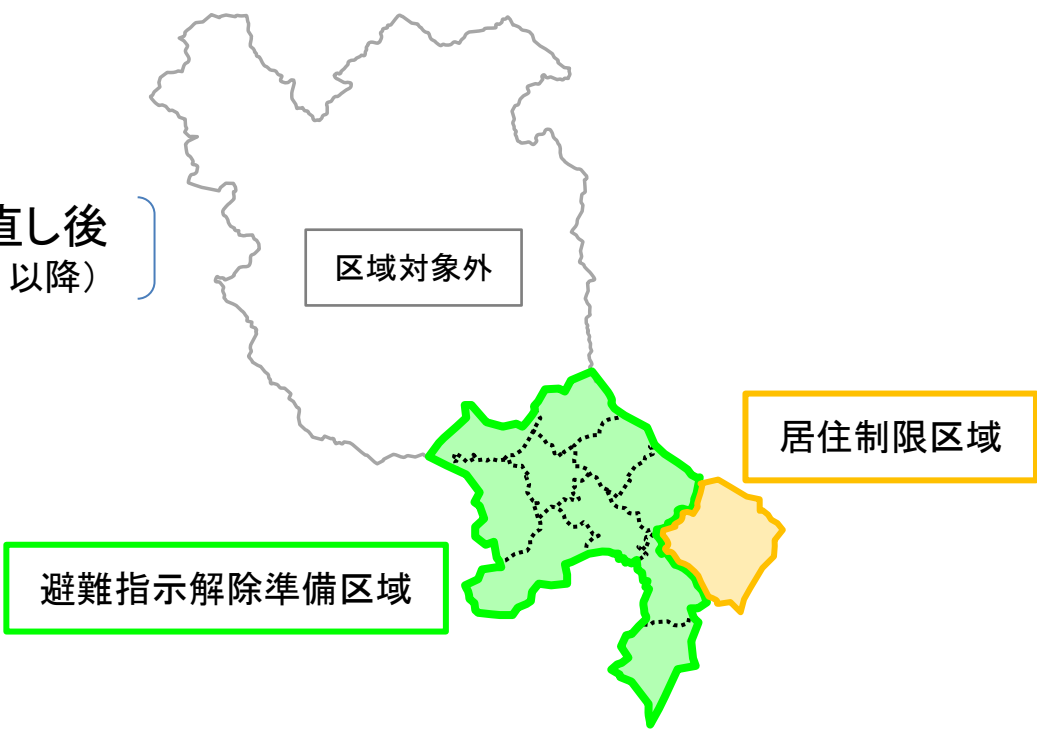 直し後
以降）
区域対象外
居住制限区域
避難指示解除準備区域